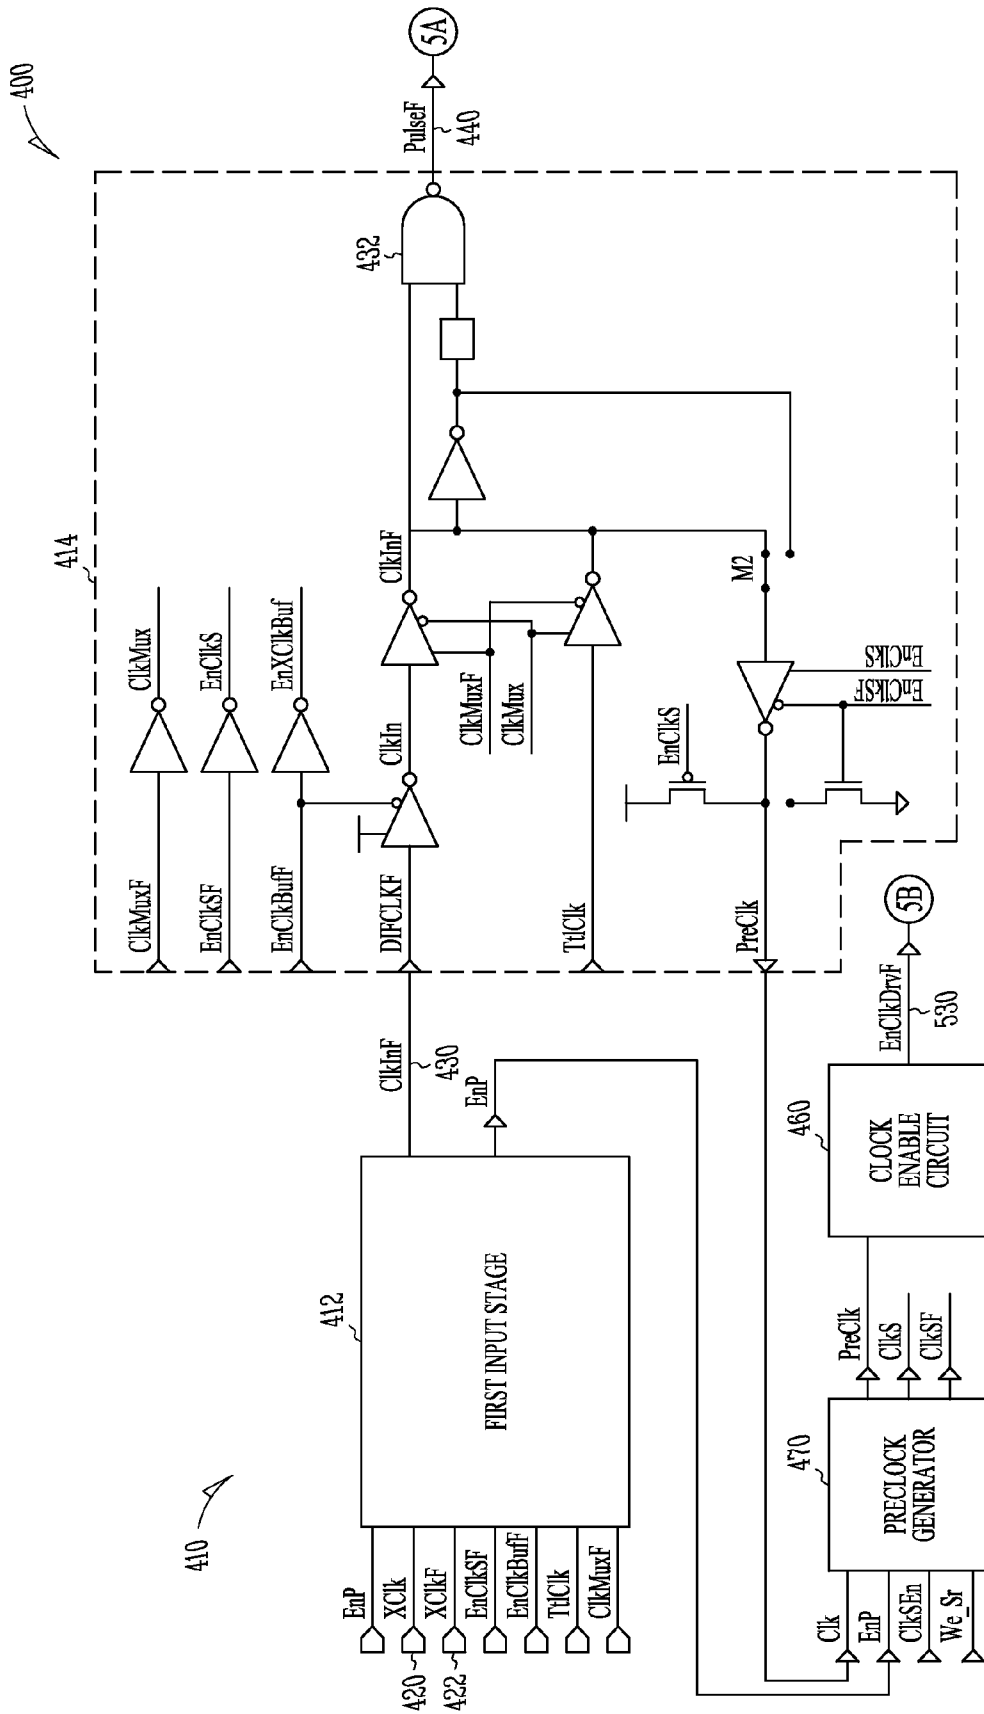 400
410
414
ClkMuxF
ClkMux
EnClkSF
EnClkS
EnClkBufF
EnXClkBuf
DIFCLKF
ClkIn
ClkInF
432
PulseF
440
5A
ClkMuxF
ClkMux
TtlClk
M2
EnClkS
EnClkSF
EnClkS
PreClk
412
FIRST INPUT STAGE
EnP
XClk
420
XClkF
422
EnClkSF
EnClkBufF
TtlClk
ClkMuxF
ClkInF
430
EnP
470
PRECLOCK
GENERATOR
Clk
EnP
ClkSEn
We_Sr
PreClk
ClkS
ClkSF
460
CLOCK
ENABLE
CIRCUIT
EnClkDrvF
530
5B